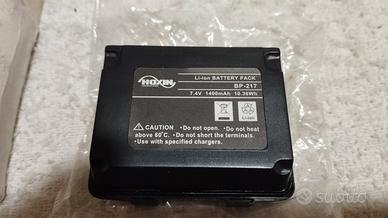 HOXIN
Li-ion BATTERY PACK
BP-217
7.4V 1400mAh 10.36Wh
⚠ CAUTION •Do not open. •Do not heat
above 60°C. •Do not short the terminals.
•Use with specified chargers.
Li-ion
subito